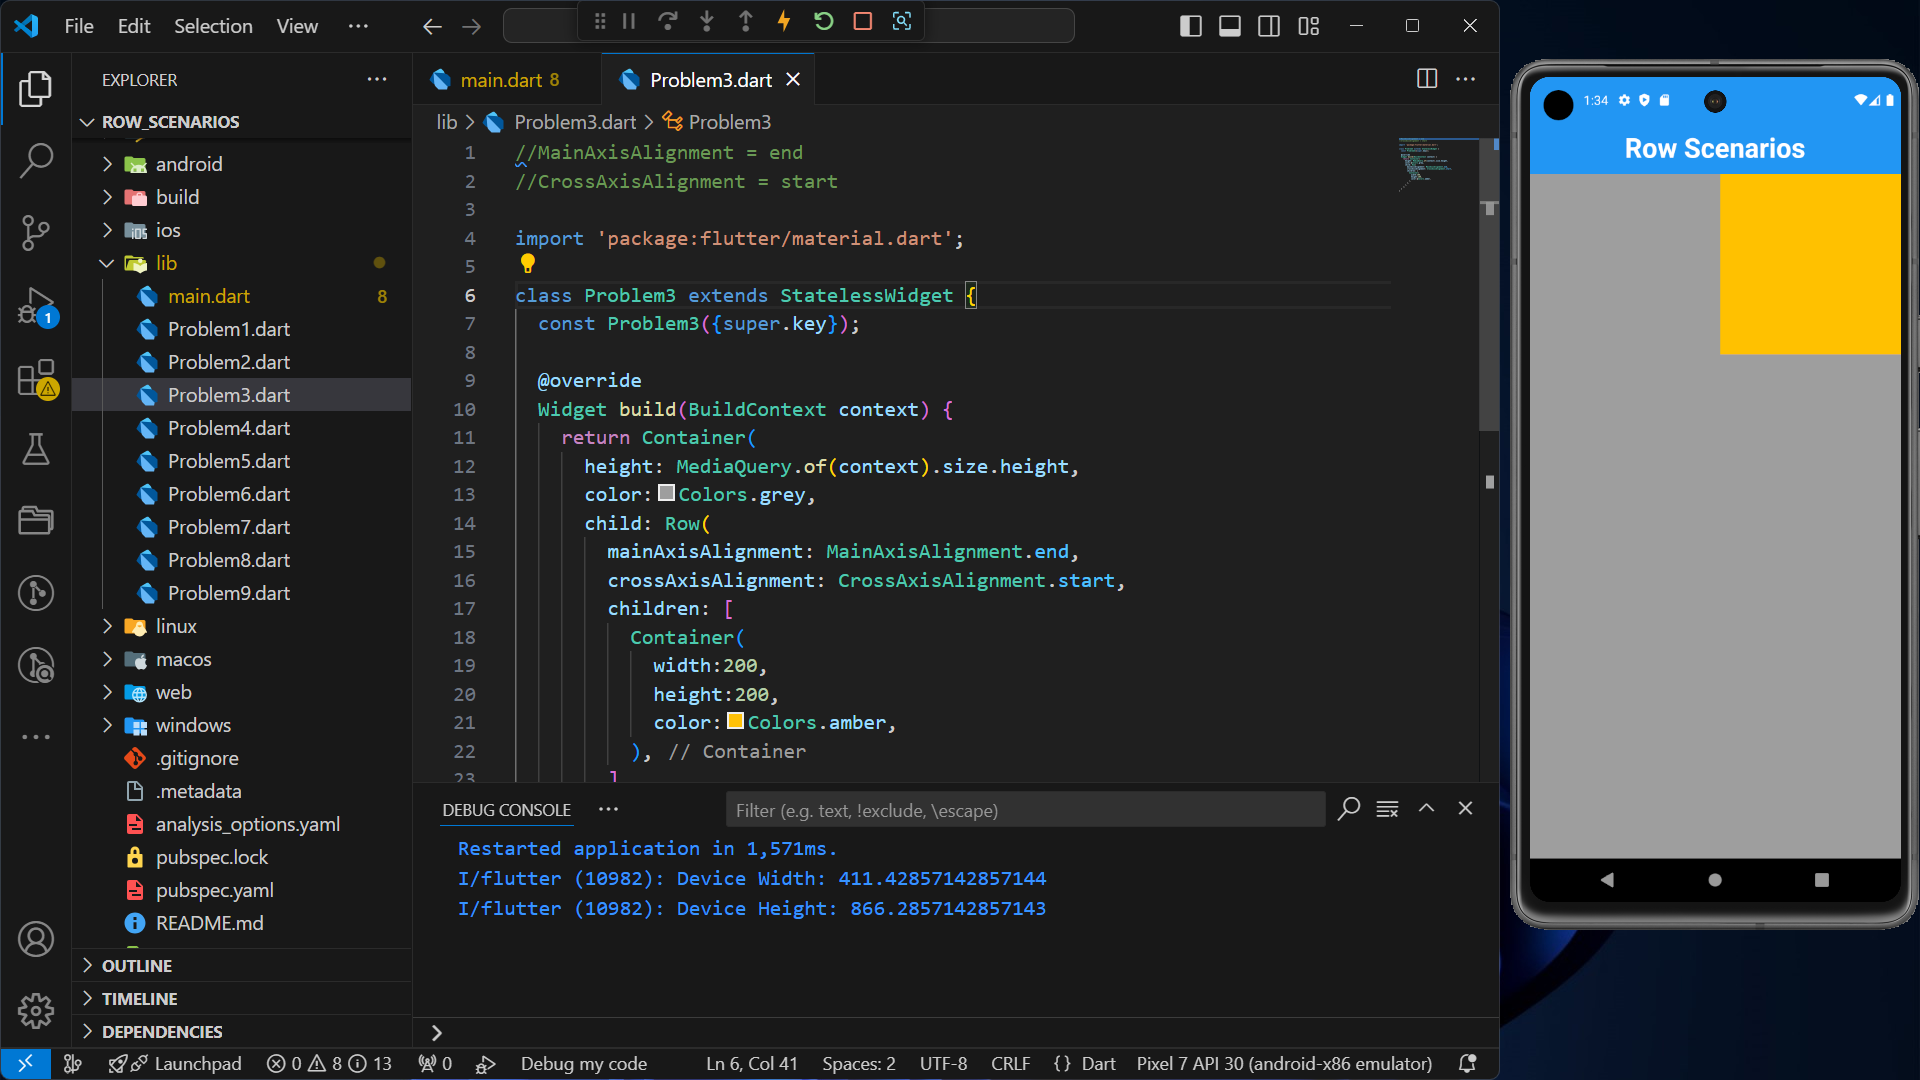 File Edit Selection View
EXPLORER
ROW_SCENARIOS
android
build
ios
lib
main.dart 8
Problem1.dart
Problem2.dart
Problem3.dart
Problem4.dart
Problem5.dart
Problem6.dart
Problem7.dart
Problem8.dart
Problem9.dart
linux
macos
web
windows
.gitignore
.metadata
analysis_options.yaml
pubspec.lock
pubspec.yaml
README.md
OUTLINE
TIMELINE
DEPENDENCIES
1
main.dart 8
Problem3.dart
lib > Problem3.dart > Problem3
1 //MainAxisAlignment = end
2 //CrossAxisAlignment = start
3
4 import 'package:flutter/material.dart';
5
6 class Problem3 extends StatelessWidget {
7 const Problem3({super.key});
8
9 @override
10 Widget build(BuildContext context) {
11 return Container(
12 height: MediaQuery.of(context).size.height,
13 color: Colors.grey,
14 child: Row(
15 mainAxisAlignment: MainAxisAlignment.end,
16 crossAxisAlignment: CrossAxisAlignment.start,
17 children: [
18 Container(
19 width:200,
20 height:200,
21 color: Colors.amber,
22 ), // Container
23 ]
DEBUG CONSOLE
Filter (e.g. text, !exclude, \escape)
Restarted application in 1,571ms.
I/flutter (10982): Device Width: 411.42857142857144
I/flutter (10982): Device Height: 866.2857142857143
Launchpad 0 8 13 0 Debug my code Ln 6, Col 41 Spaces: 2 UTF-8 CRLF {} Dart Pixel 7 API 30 (android-x86 emulator)
1:34
Row Scenarios